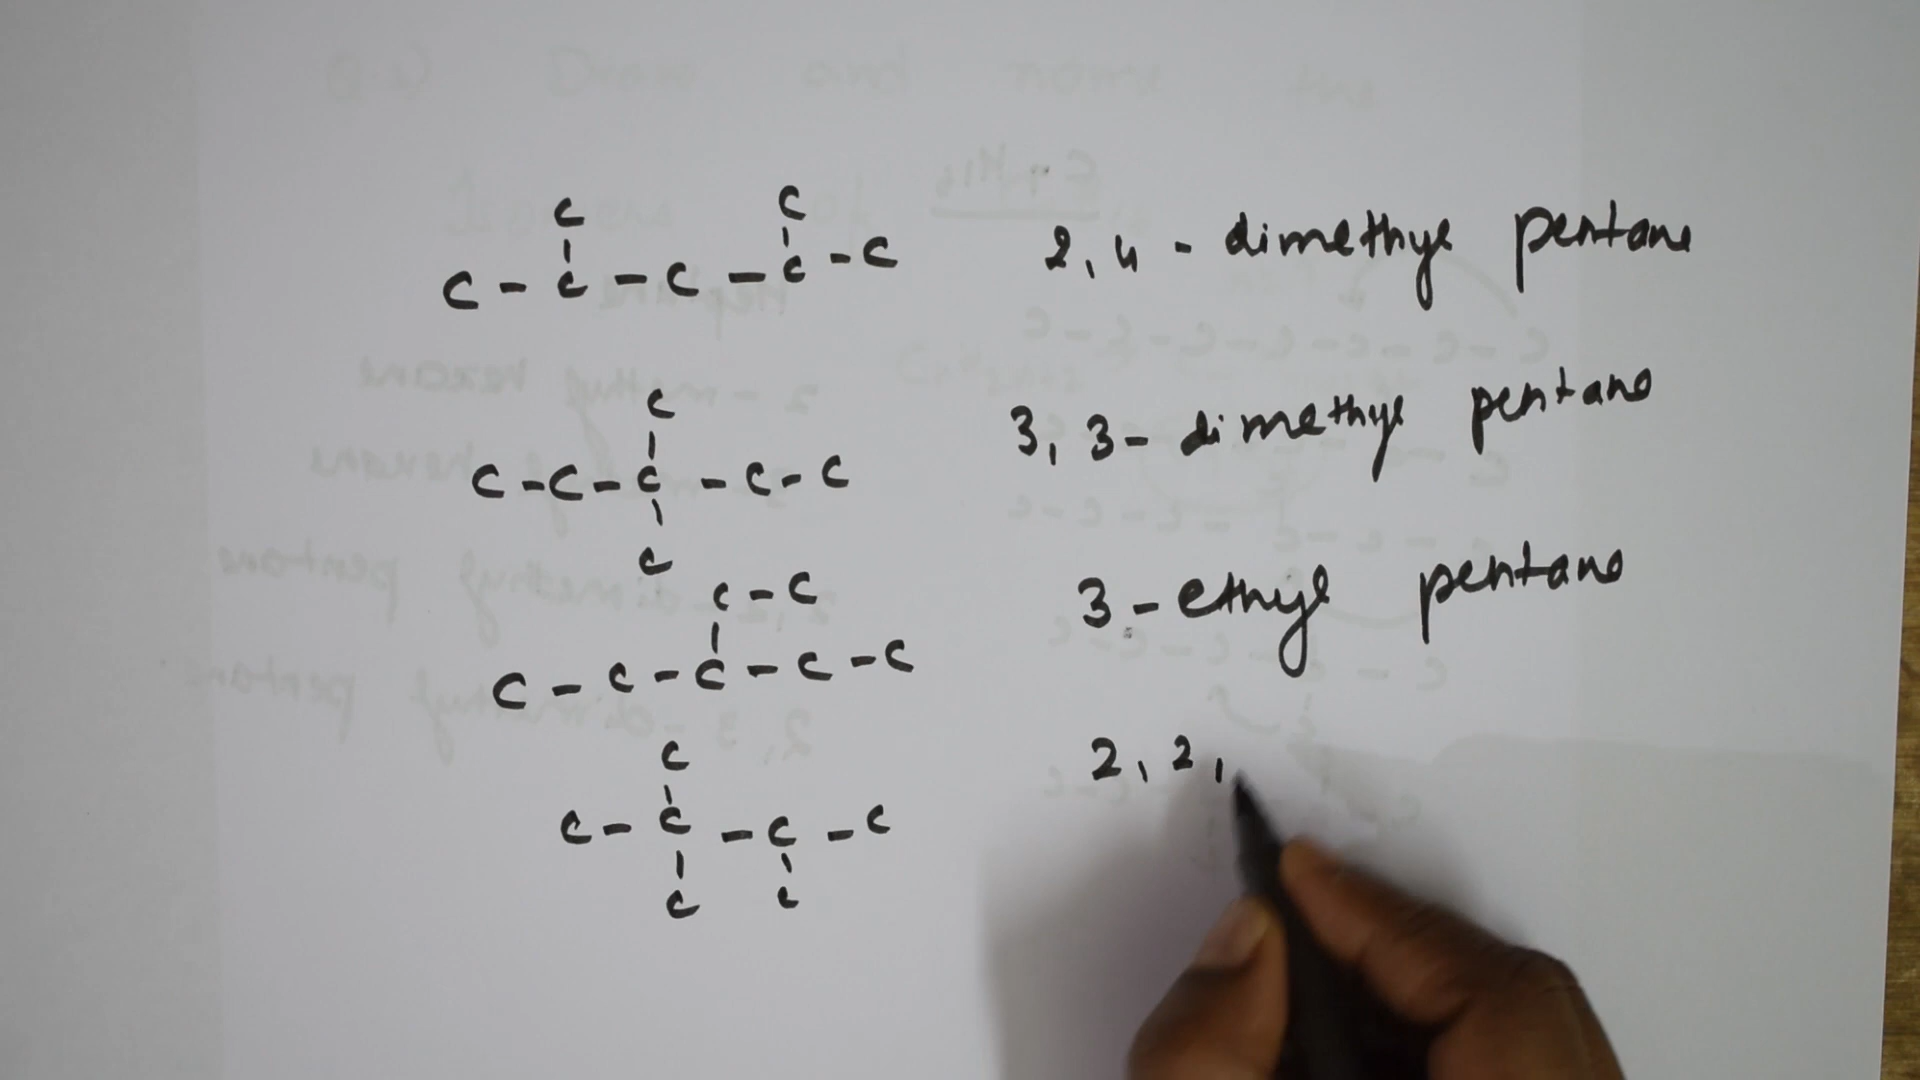 C - C - C - C - C
C C
2, 4 - dimethyl pentane
C
C - C - C - C - C
C
3, 3 - dimethyl pentane
C - C
C - C - C - C - C
3 - ethyl pentane
C
C - C - C - C
C C
2, 2,